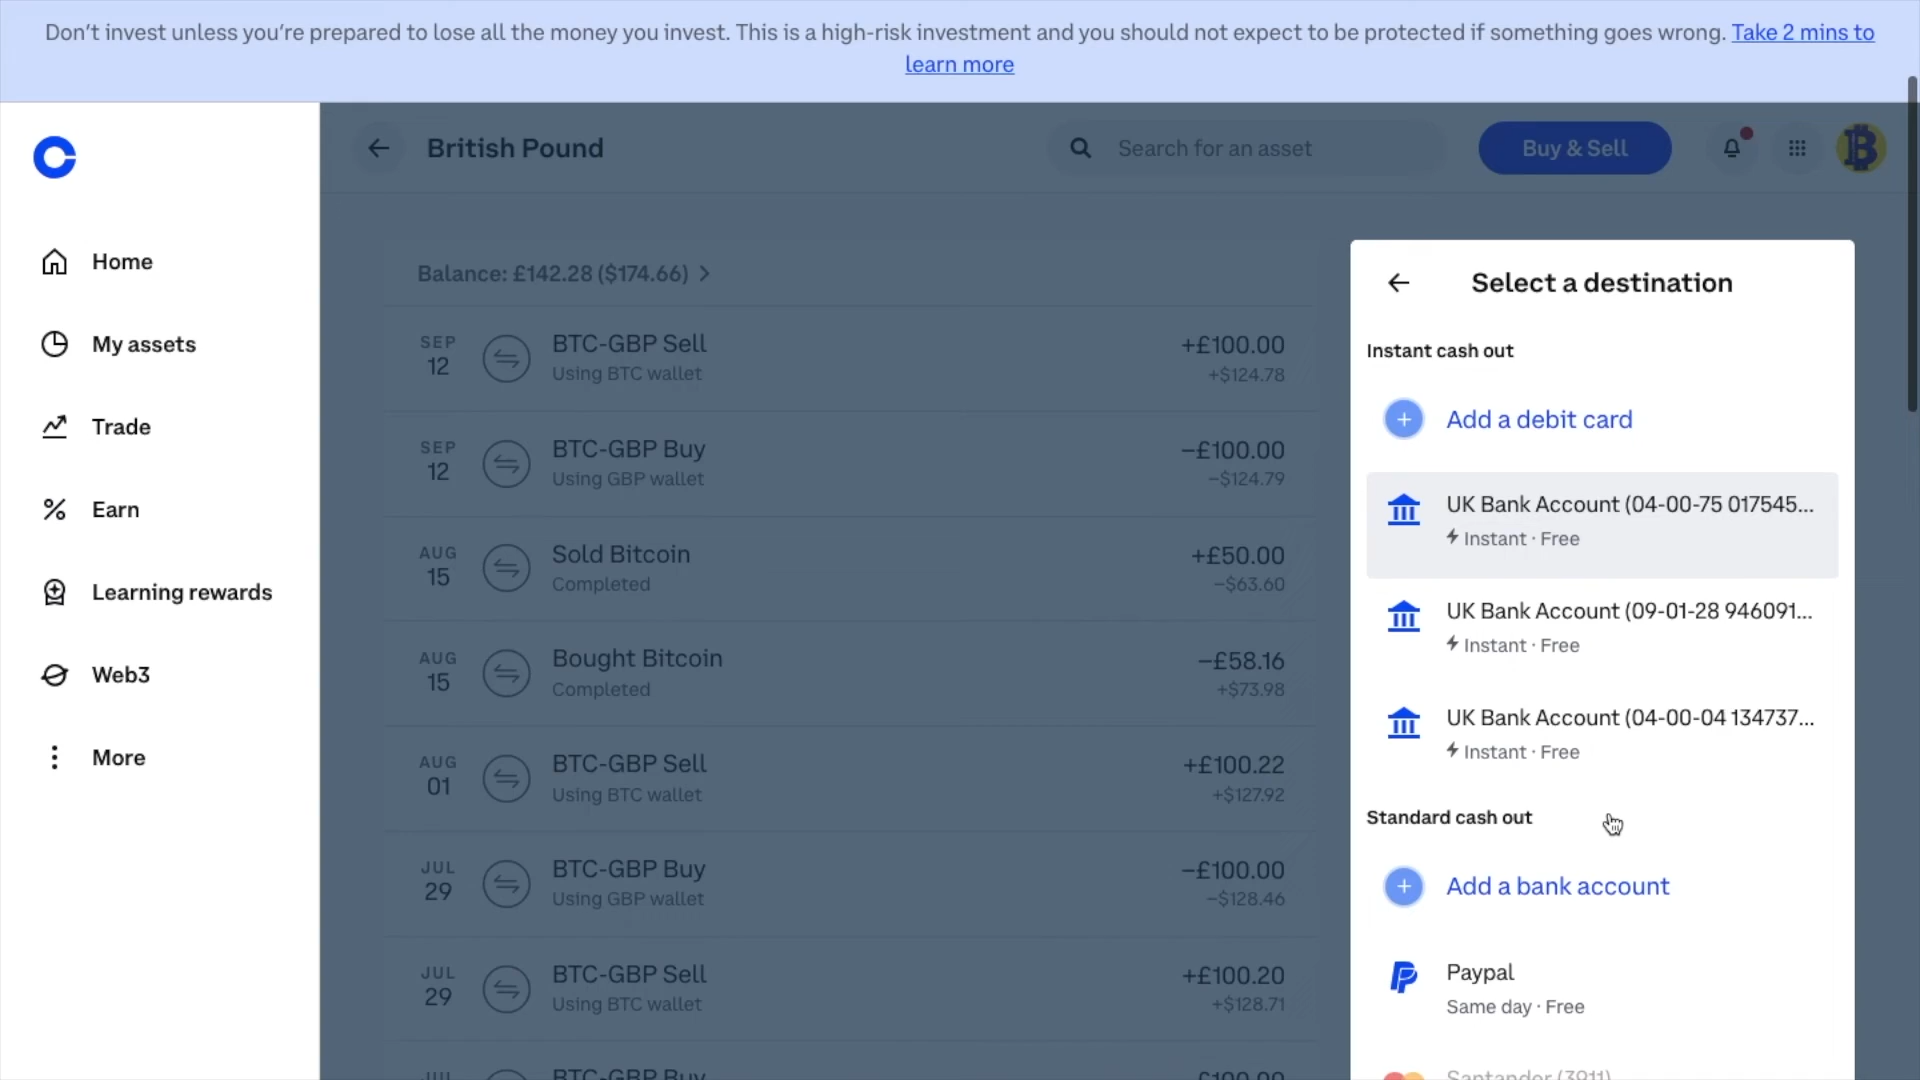 Don't invest unless you're prepared to lose all the money you invest. This is a high-risk investment and you should not expect to be protected if something goes wrong. Take 2 mins to
learn more
British Pound
Search for an asset
Buy & Sell
Home
My assets
Trade
Earn
Learning rewards
Web3
More
Balance: £142.28 ($174.66)
SEP
12
BTC-GBP Sell
Using BTC wallet
+£100.00
+$124.78
SEP
12
BTC-GBP Buy
Using GBP wallet
−£100.00
−$124.79
AUG
15
Sold Bitcoin
Completed
+£50.00
−$63.60
AUG
15
Bought Bitcoin
Completed
−£58.16
+$73.98
AUG
01
BTC-GBP Sell
Using BTC wallet
+£100.22
+$127.92
JUL
29
BTC-GBP Buy
Using GBP wallet
−£100.00
−$128.46
JUL
29
BTC-GBP Sell
Using BTC wallet
+£100.20
+$128.71
JUL
BTC-GBP Buy
£100.00
Select a destination
Instant cash out
Add a debit card
UK Bank Account (04-00-75 017545...
Instant · Free
UK Bank Account (09-01-28 946091...
Instant · Free
UK Bank Account (04-00-04 134737...
Instant · Free
Standard cash out
Add a bank account
Paypal
Same day · Free
Santander (3911)